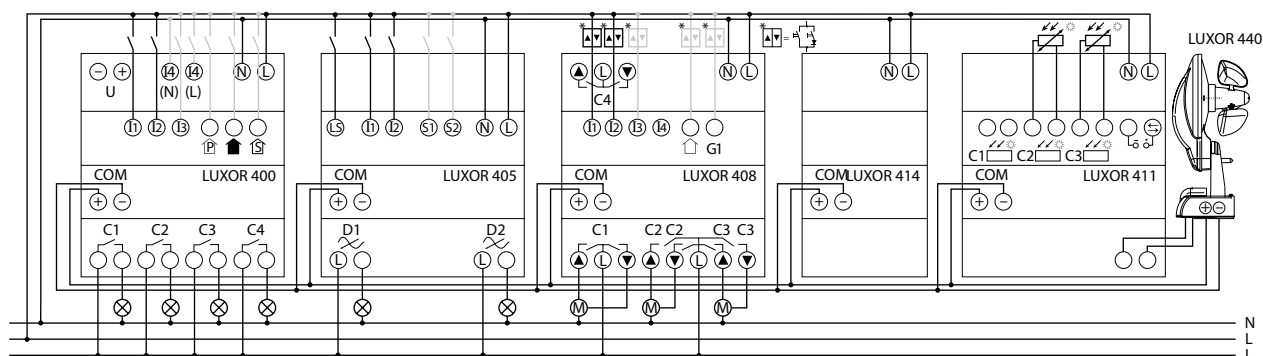 * * * * * * = LUXOR 440
− + U I4 I4 N L
(N) (L)
L C4 N L
N L
N L
I1 I2 I3 P S
LS I1 I2 S1 S2 N L
I1 I2 I3 I4 G1
C1 C2 C3
COM LUXOR 400
COM LUXOR 405
COM LUXOR 408
COM LUXOR 414
COM LUXOR 411
+ −
+ −
+ −
+ −
+ −
+ −
C1 C2 C3 C4
D1 D2
L L
C1 C2 C2 C3 C3
L L
M M M
N
L
L